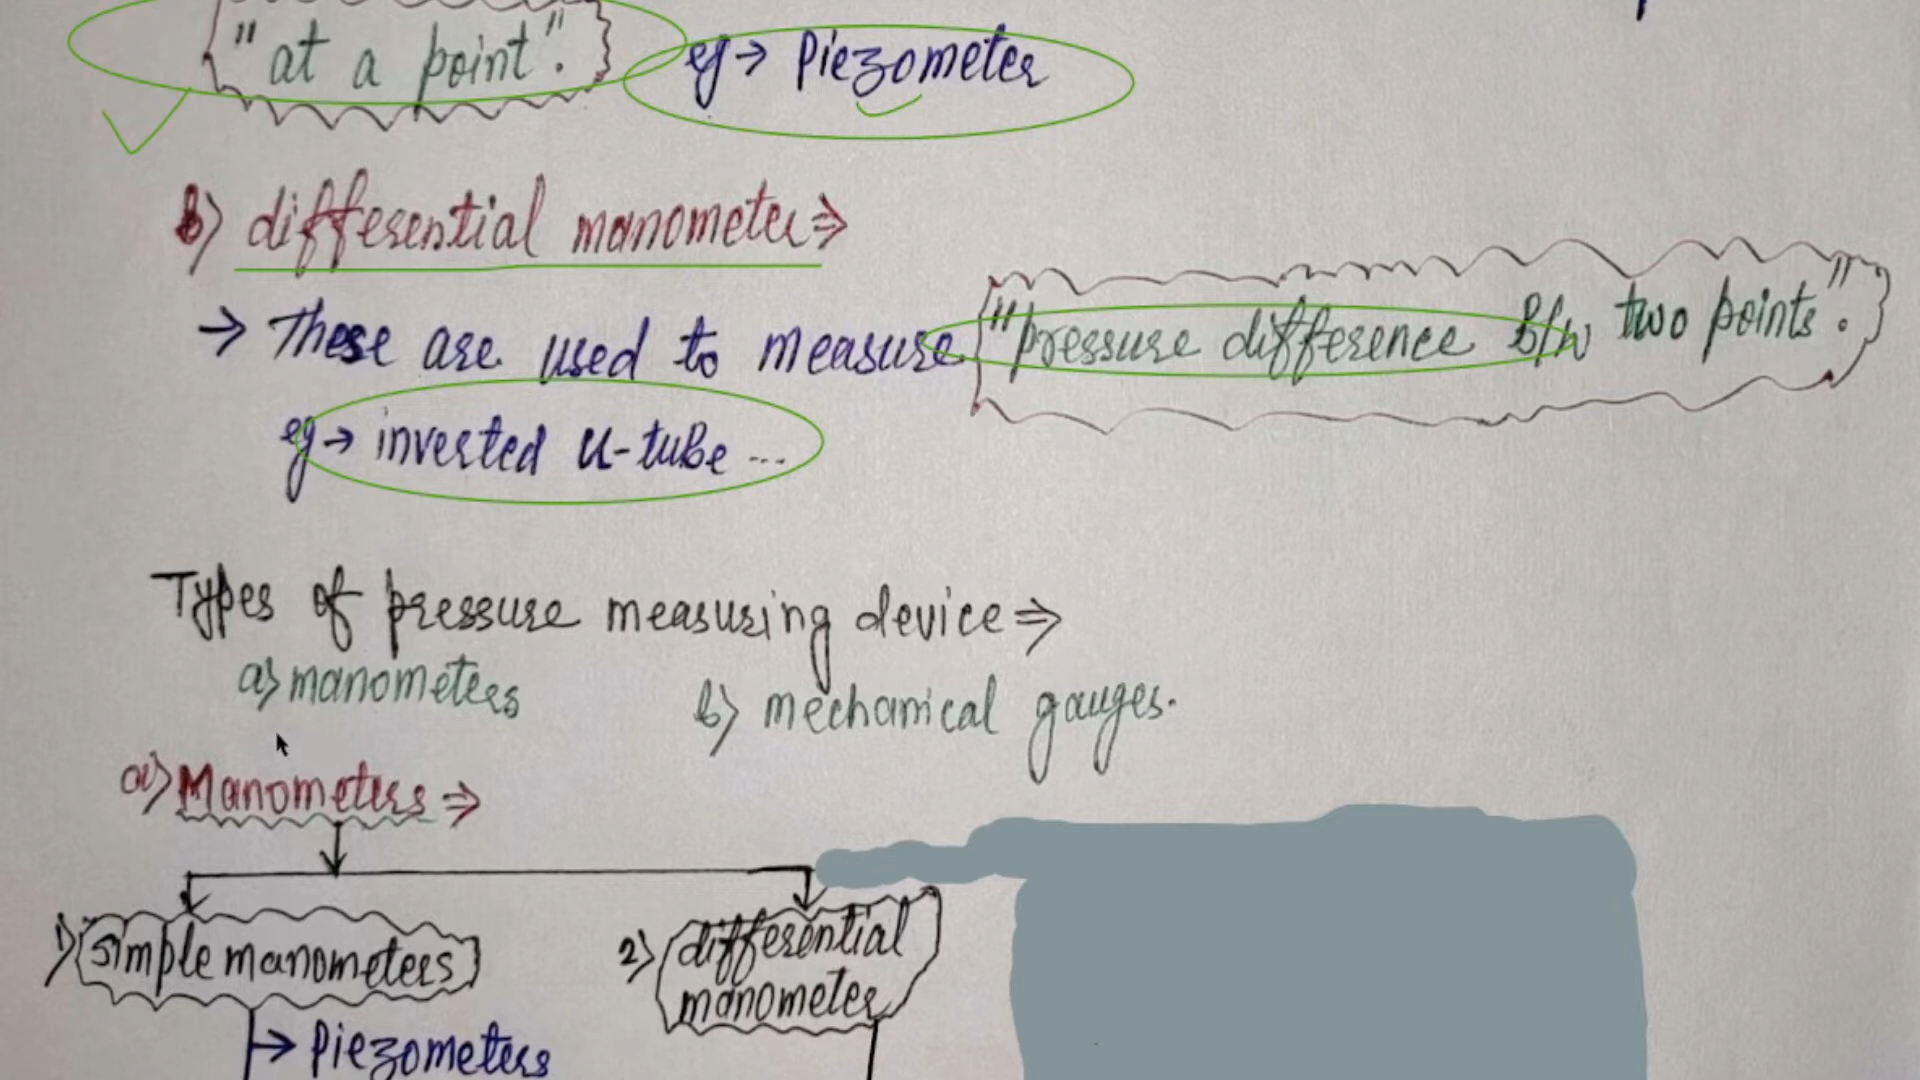 "at a point". eg → Piezometer
b) differential manometer ⇒
→ These are used to measure "pressure difference B/w two points".
eg → inverted U-tube ...
Types of pressure measuring device ⇒
a) manometers b) mechanical gauges.
a) Manometers ⇒
1) simple manometers 2) differential
manometer
→ Piezometers